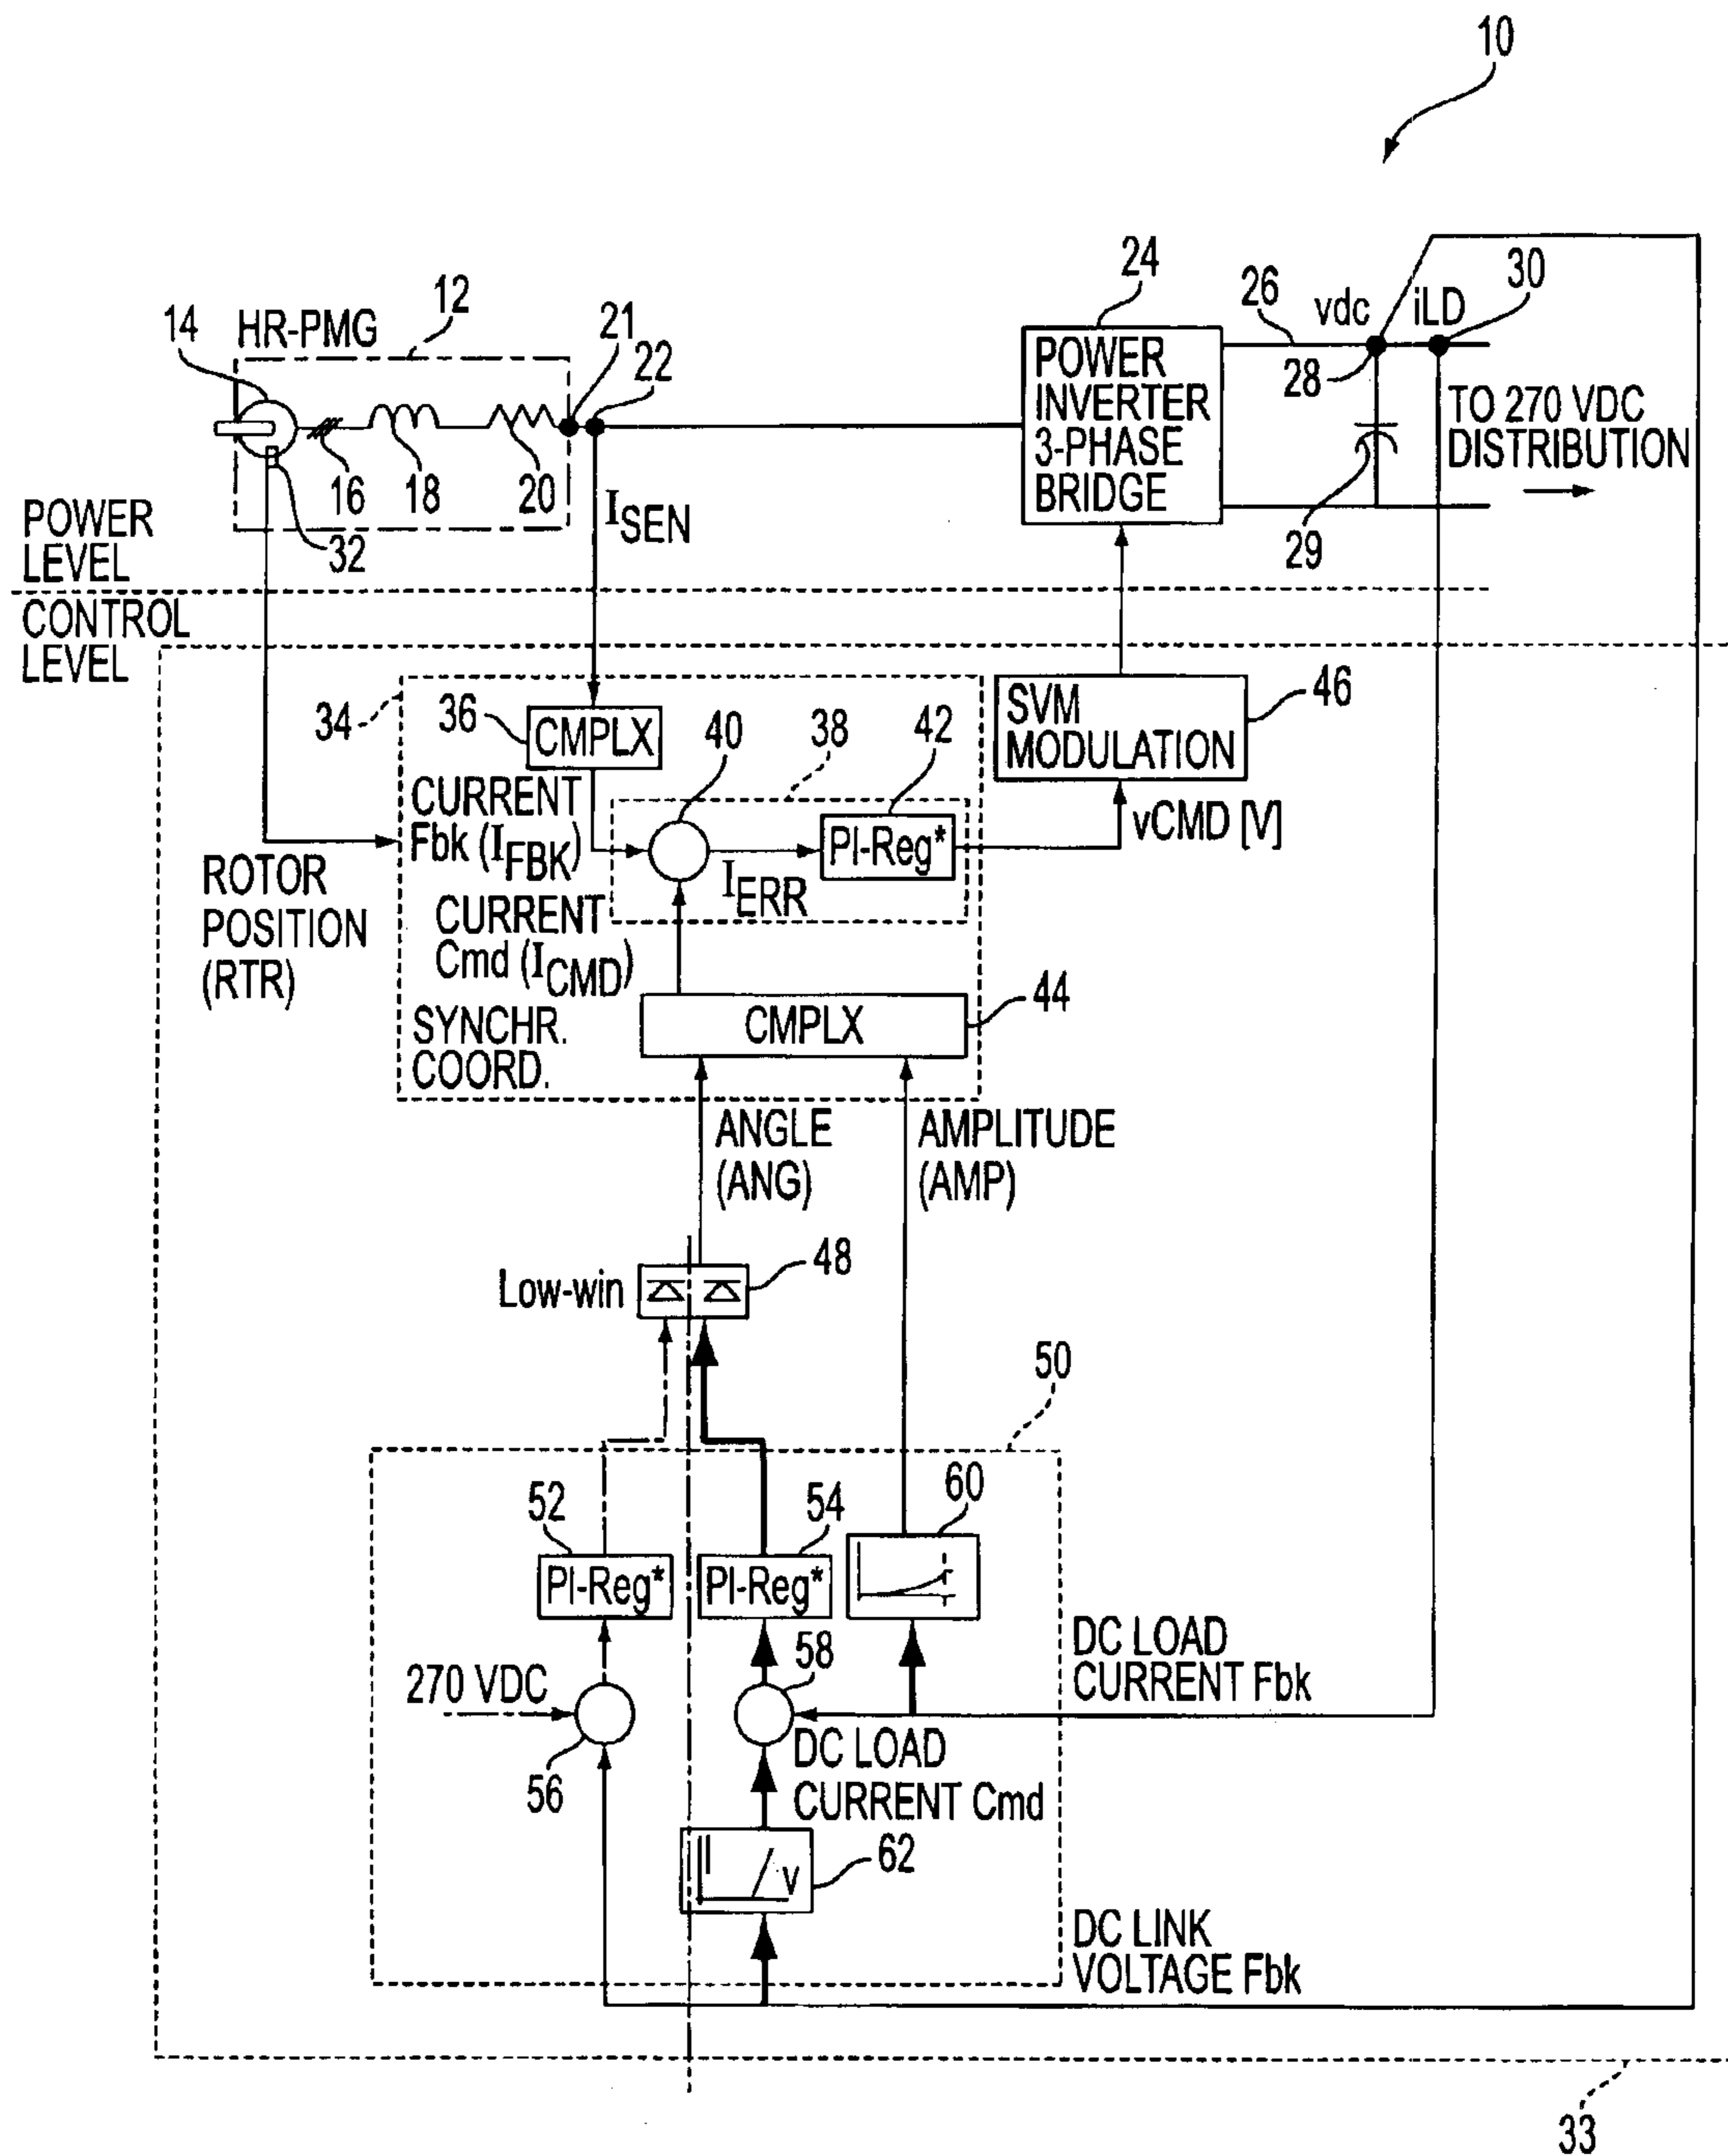 10
24
12
HR-PMG
14
21
22
26
vdc
iLD
30
POWER
INVERTER
3-PHASE
BRIDGE
28
TO 270 VDC
DISTRIBUTION
16
18
20
29
32
I_SEN
POWER
LEVEL
CONTROL
LEVEL
34
36
CMPLX
40
38
42
SVM
MODULATION
46
CURRENT
Fbk (I_FBK)
PI-Reg*
vCMD [V]
I_ERR
ROTOR
POSITION
(RTR)
CURRENT
Cmd (I_CMD)
44
CMPLX
SYNCHR.
COORD.
ANGLE
(ANG)
AMPLITUDE
(AMP)
Low-win
48
50
52
54
60
PI-Reg*
PI-Reg*
58
DC LOAD
CURRENT Fbk
270 VDC
56
DC LOAD
CURRENT Cmd
62
I
V
DC LINK
VOLTAGE Fbk
33